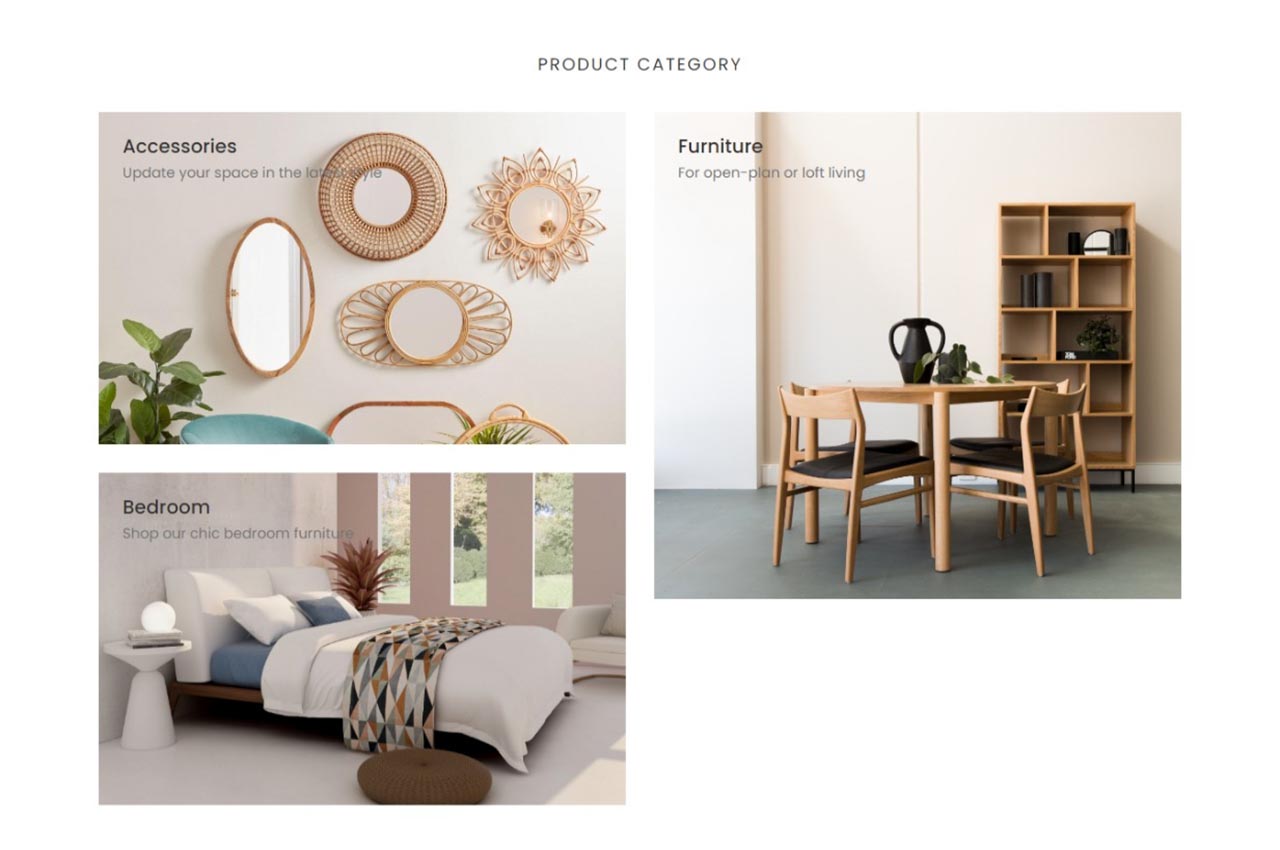 PRODUCT CATEGORY
Accessories
Update your space in the latest style
Furniture
For open-plan or loft living
Bedroom
Shop our chic bedroom furniture